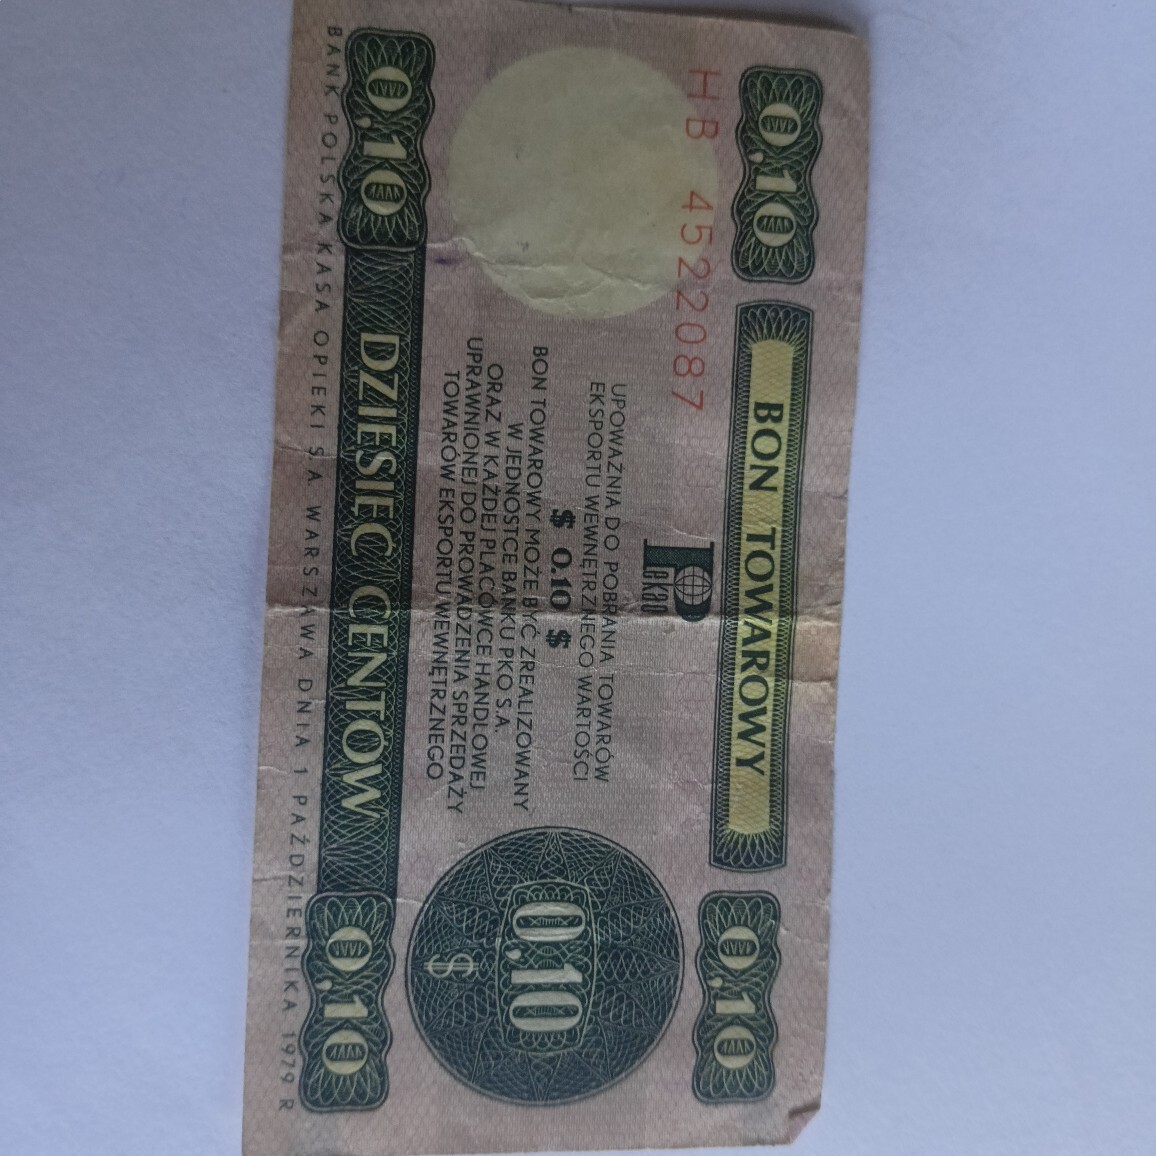 0,10
BON TOWAROWY
0,10
HB 4522087
Pekao
UPOWAŻNIA DO POBRANIA TOWARÓW
EKSPORTU WEWNĘTRZNEGO WARTOŚCI
$ 0.10 $
BON TOWAROWY MOŻE BYĆ ZREALIZOWANY
W JEDNOSTCE BANKU PKO S.A.
ORAZ W KAŻDEJ PLACÓWCE HANDLOWEJ
UPRAWNIONEJ DO PROWADZENIA SPRZEDAŻY
TOWARÓW EKSPORTU WEWNĘTRZNEGO
0,10
$
0,10
DZIESIĘĆ CENTÓW
0,10
BANK POLSKA KASA OPIEKI S.A. WARSZAWA DNIA 1 PAŹDZIERNIKA 1979 R